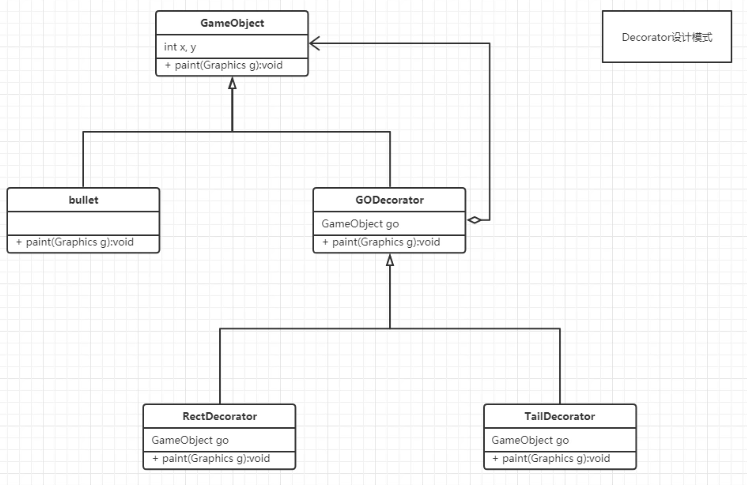 GameObject
int x, y
+ paint(Graphics g):void
Decorator设计模式
bullet
+ paint(Graphics g):void
GODecorator
GameObject go
+ paint(Graphics g):void
RectDecorator
GameObject go
+ paint(Graphics g):void
TailDecorator
GameObject go
+ paint(Graphics g):void